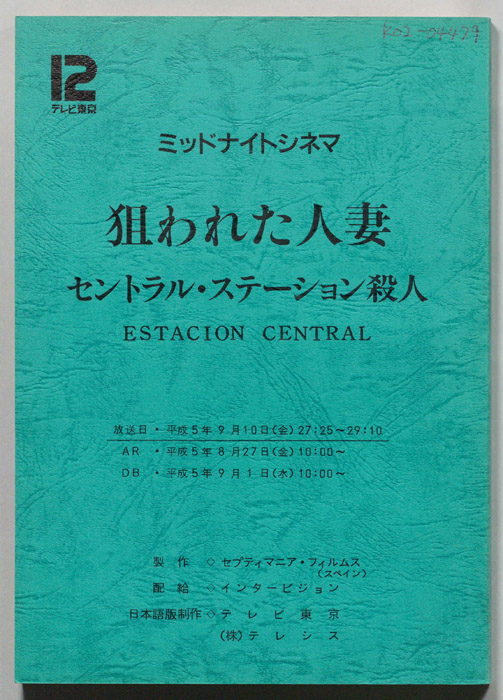 K02-04427
12
テレビ東京
ミッドナイトシネマ
狙われた人妻
セントラル・ステーション殺人
ESTACION CENTRAL
放送日・平成5年9月10日(金)27:25〜29:10
AR・平成5年8月27日(金)10:00〜
DB・平成5年9月1日(水)10:00〜
製作◇セプティマニア・フィルムス
(スペイン)
配給◇インタービジョン
日本語版制作◇テレビ東京
(株)テレシス